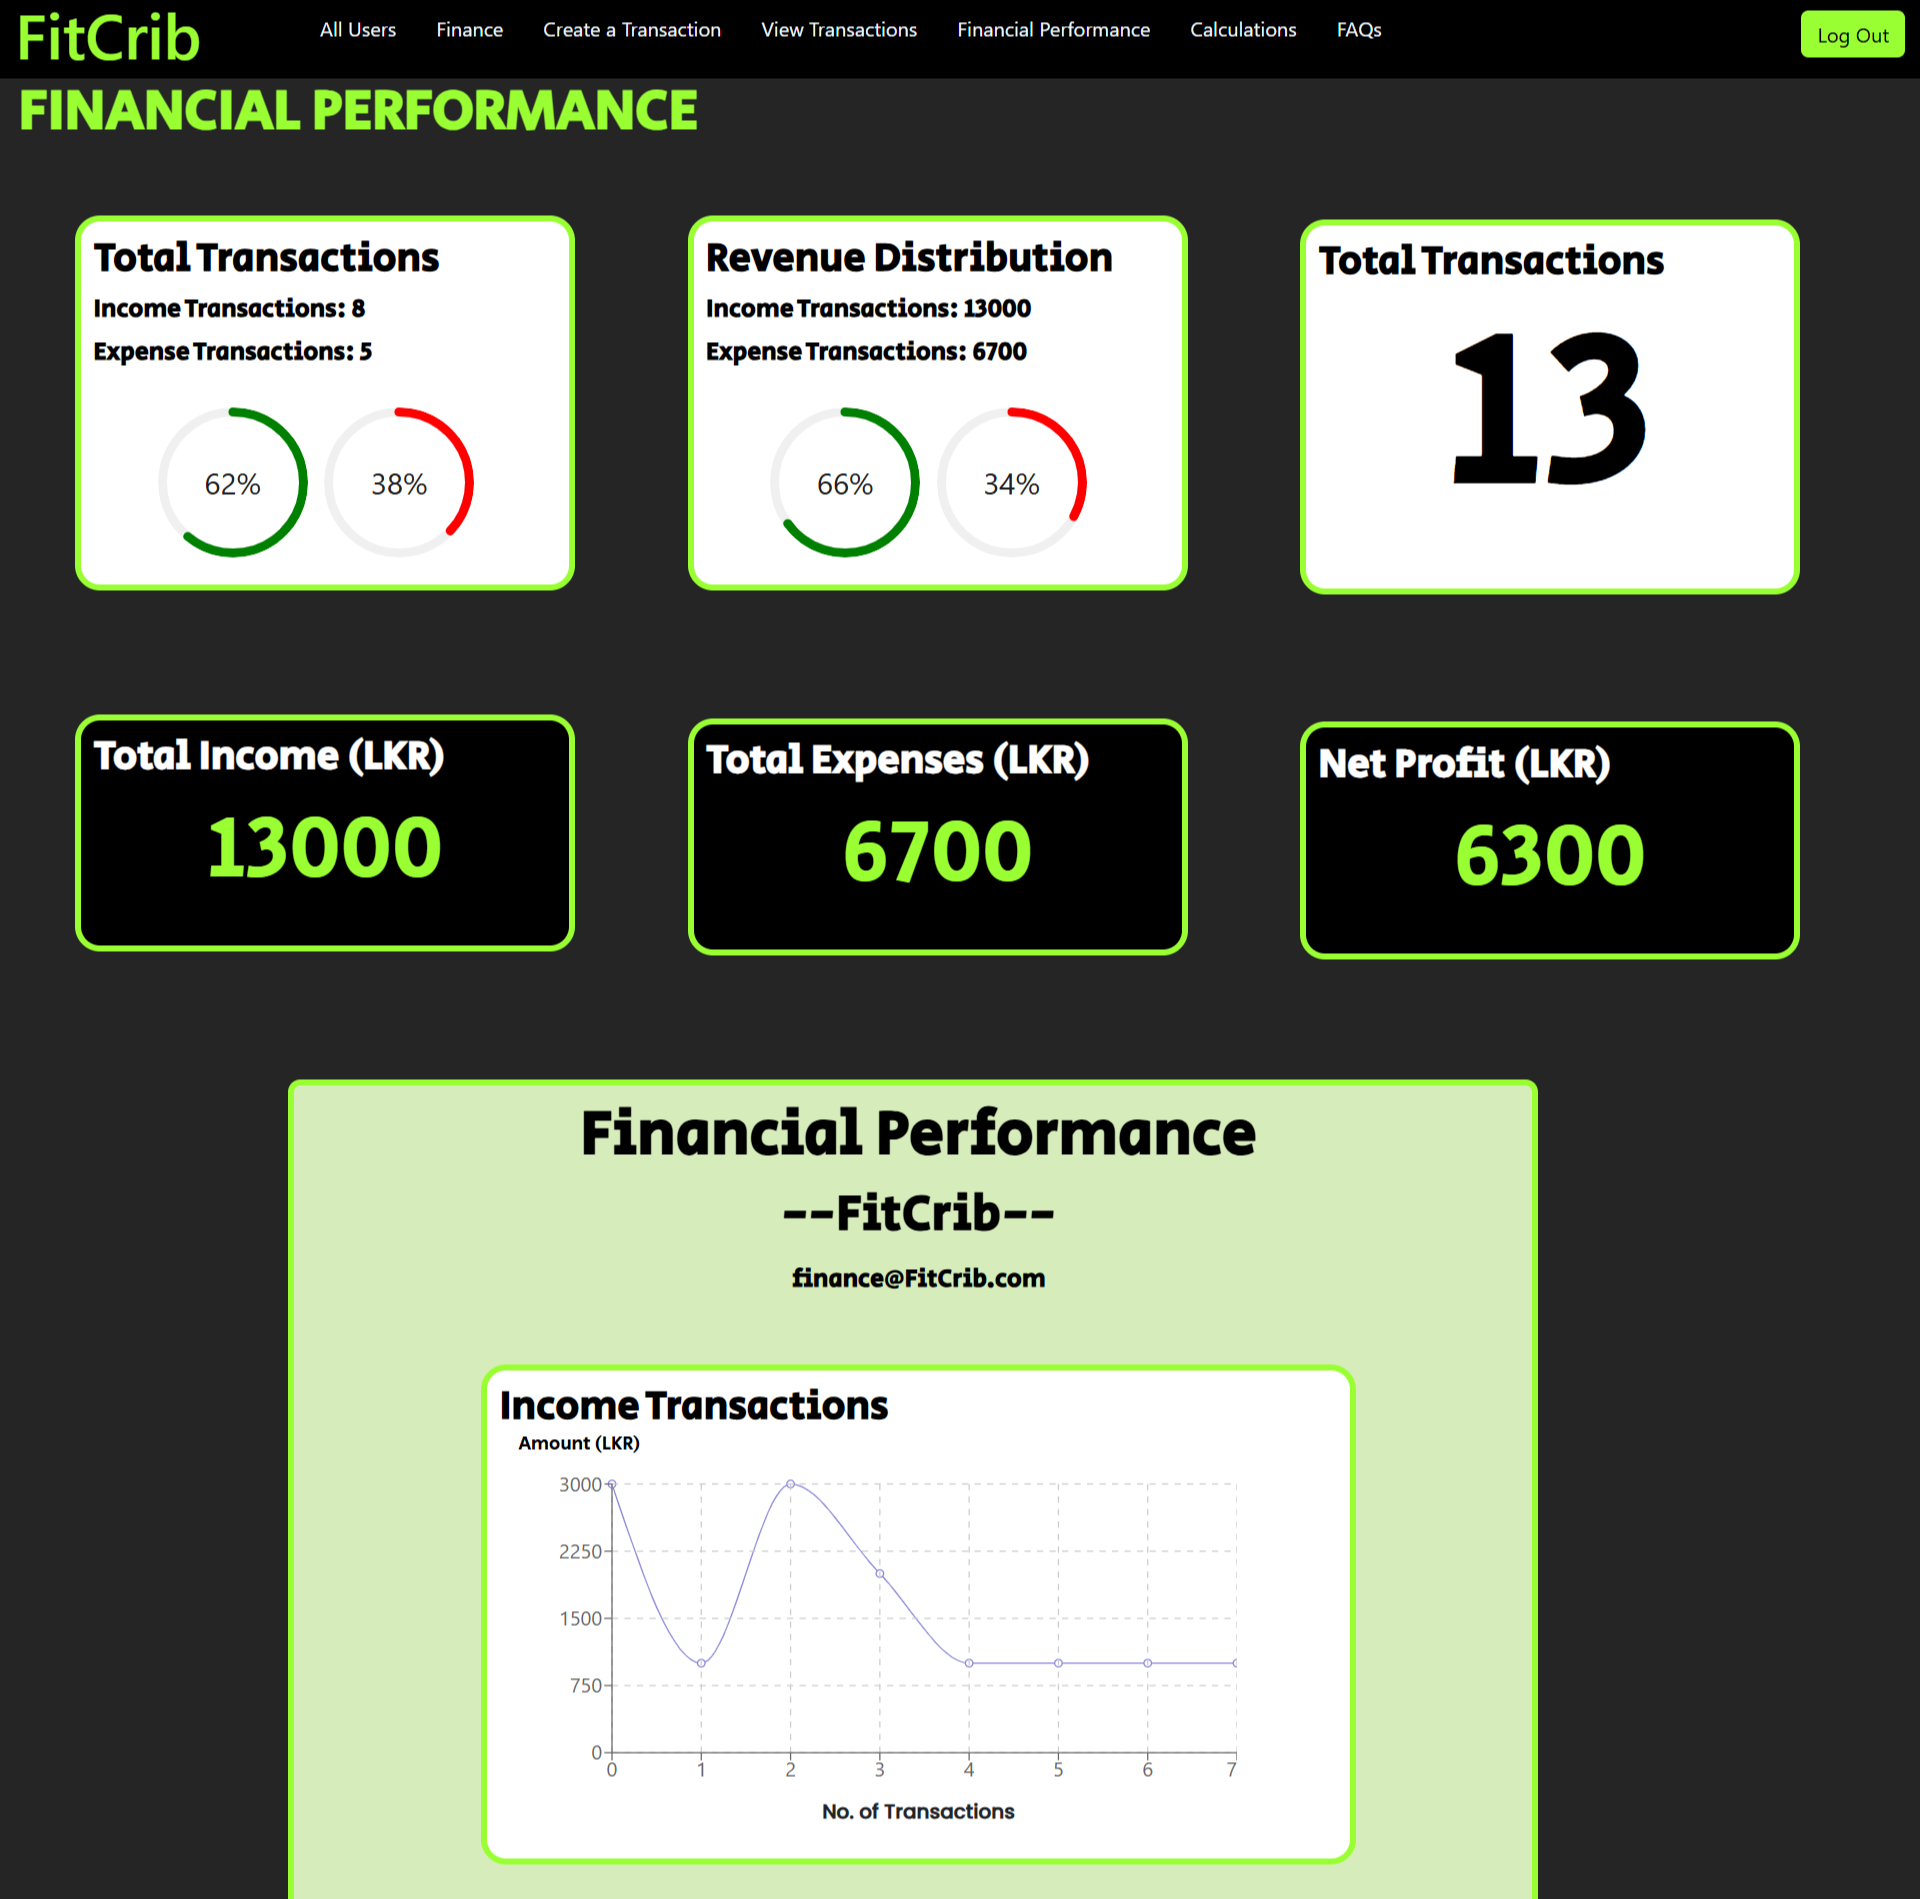 FitCrib
All Users
Finance
Create a Transaction
View Transactions
Financial Performance
Calculations
FAQs
Log Out
FINANCIAL PERFORMANCE
Total Transactions
Income Transactions: 8
Expense Transactions: 5
62%
38%
Revenue Distribution
Income Transactions: 13000
Expense Transactions: 6700
66%
34%
Total Transactions
13
Total Income (LKR)
13000
Total Expenses (LKR)
6700
Net Profit (LKR)
6300
Financial Performance
--FitCrib--
finance@FitCrib.com
Income Transactions
Amount (LKR)
3000
2250
1500
750
0
0 1 2 3 4 5 6 7
No. of Transactions